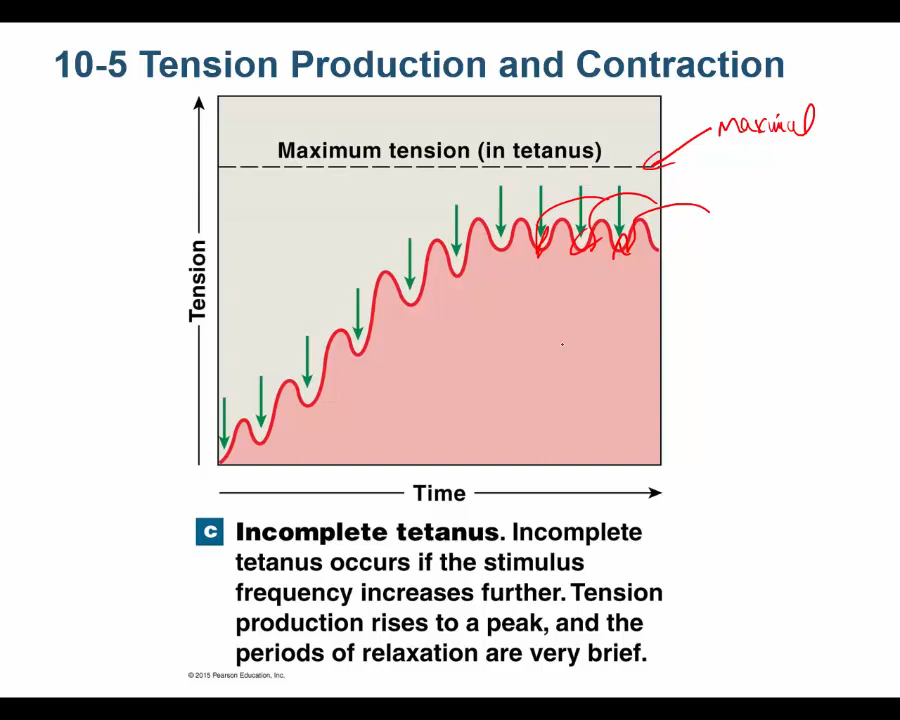 10-5 Tension Production and Contraction
maximal
Maximum tension (in tetanus)
Tension
Time
C Incomplete tetanus. Incomplete
tetanus occurs if the stimulus
frequency increases further. Tension
production rises to a peak, and the
periods of relaxation are very brief.
© 2015 Pearson Education, Inc.